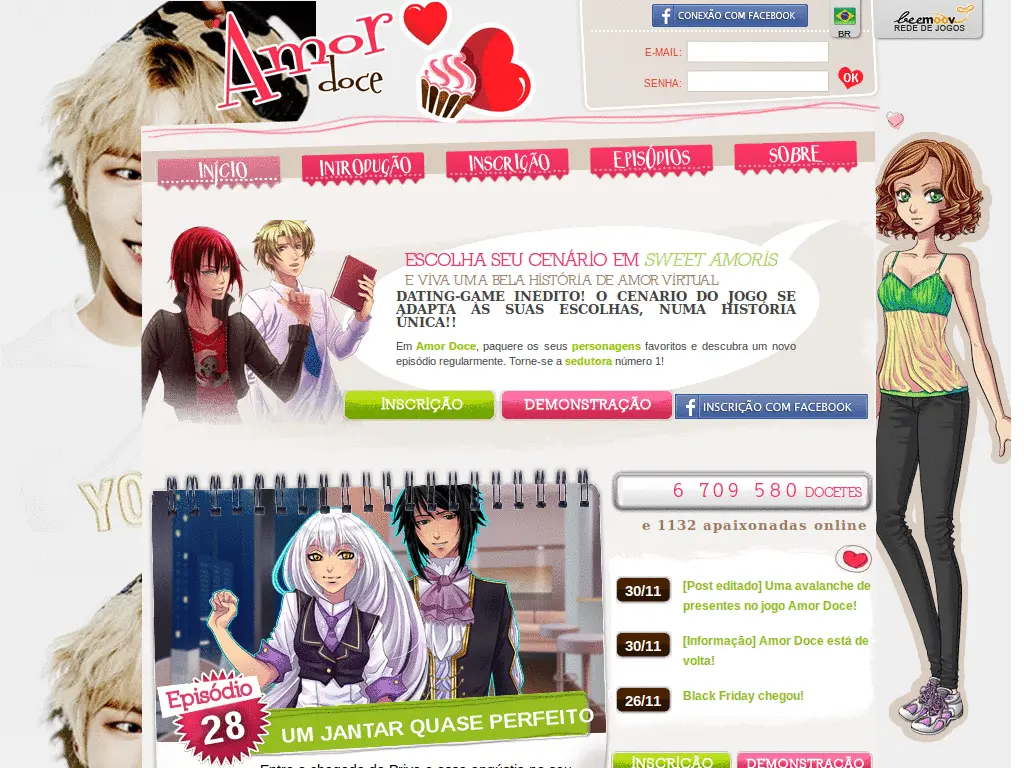 Amor doce
CONEXÃO COM FACEBOOK
BR
beemoov
REDE DE JOGOS
E-MAIL:
SENHA:
OK
INÍCIO
INTRODUÇÃO
INSCRIÇÃO
EPISÓDIOS
SOBRE
ESCOLHA SEU CENÁRIO EM SWEET AMORIS
E VIVA UMA BELA HISTÓRIA DE AMOR VIRTUAL
DATING-GAME INEDITO! O CENARIO DO JOGO SE
ADAPTA ÀS SUAS ESCOLHAS, NUMA HISTÓRIA
ÚNICA!!
Em Amor Doce, paquere os seus personagens favoritos e descubra um novo
episódio regularmente. Torne-se a sedutora número 1!
INSCRIÇÃO
DEMONSTRAÇÃO
INSCRIÇÃO COM FACEBOOK
YO
6 709 580 DOCETES
e 1132 apaixonadas online
30/11
[Post editado] Uma avalanche de
presentes no jogo Amor Doce!
30/11
[Informação] Amor Doce está de
volta!
26/11
Black Friday chegou!
Episódio
28
UM JANTAR QUASE PERFEITO
INSCRIÇÃO
DEMONSTRAÇÃO